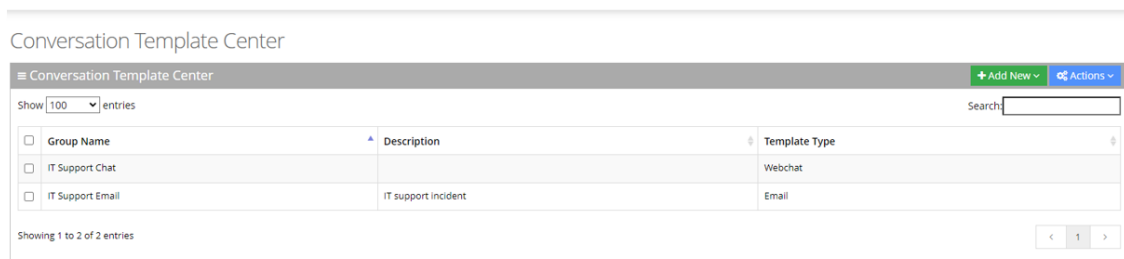 Conversation Template Center
Conversation Template Center
Add New
Actions
Show 100 entries
Search:
Group Name Description Template Type
IT Support Chat Webchat
IT Support Email IT support incident Email
Showing 1 to 2 of 2 entries
< 1 >